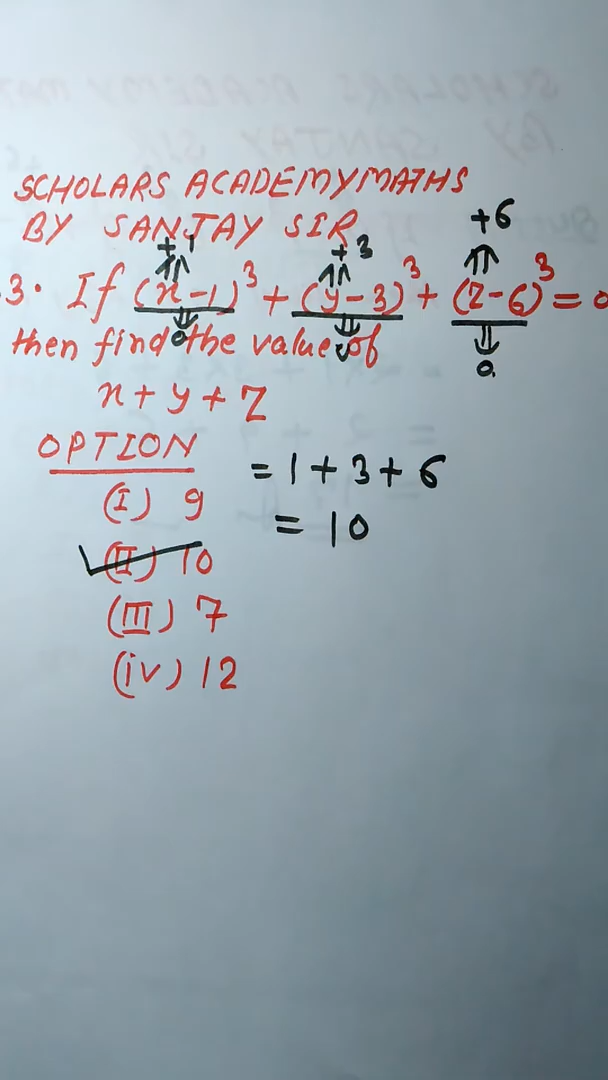 SCHOLARS ACADEMYMATHS
BY SANJAY SIR
+1 +3 +6
3. If (x-1)³ + (y-3)³ + (z-6)³ = 0
0 0 0
then find the value of
x + y + z
OPTION
= 1 + 3 + 6
(I) 9
= 10
(II) 10
(III) 7
(iv) 12